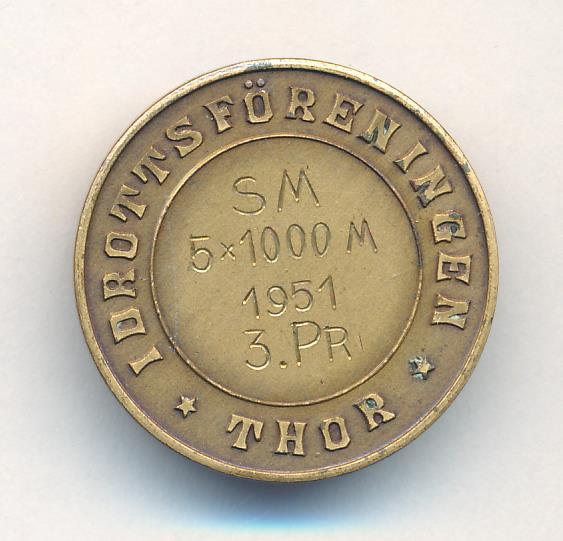 IDROTTSFÖRENINGEN
THOR
SM
5×1000 M
1951
3.PR